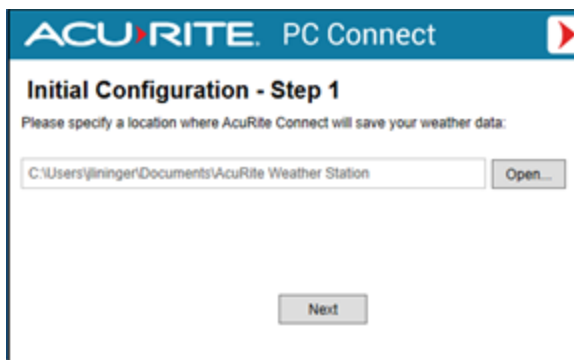 ACU RITE. PC Connect
Initial Configuration - Step 1
Please specify a location where AcuRite Connect will save your weather data:
C:\Users\jlininger\Documents\AcuRite Weather Station
Open...
Next